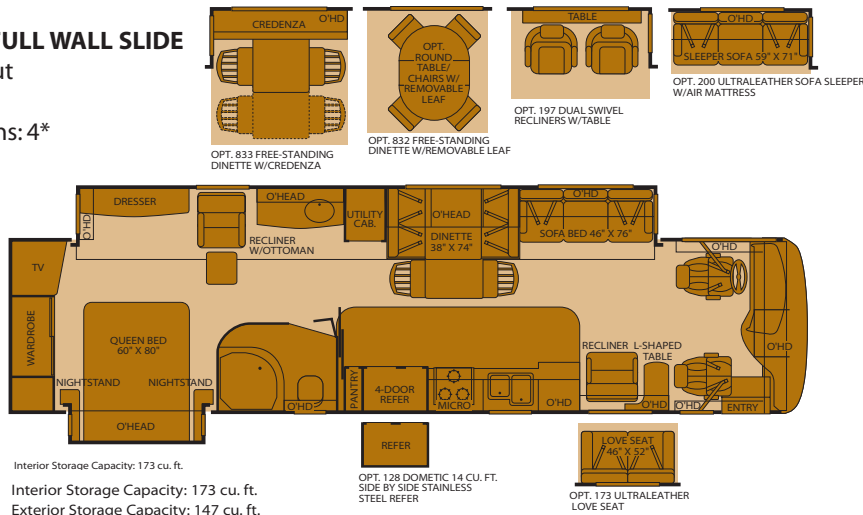 FULL WALL SLIDE
ut
ns: 4*
CREDENZA
O'HD
OPT. 833 FREE-STANDING
DINETTE W/CREDENZA
OPT.
ROUND
TABLE/
CHAIRS W/
REMOVABLE
LEAF
OPT. 832 FREE-STANDING
DINETTE W/REMOVABLE LEAF
TABLE
OPT. 197 DUAL SWIVEL
RECLINERS W/TABLE
O'HD
SLEEPER SOFA 59" X 71"
OPT. 200 ULTRALEATHER SOFA SLEEPER
W/AIR MATTRESS
DRESSER
O'HD
RECLINER
W/OTTOMAN
O'HEAD
UTILITY
CAB.
O'HEAD
DINETTE
38" X 74"
O'HD
SOFA BED 46" X 76"
O'HD
TV
WARDROBE
QUEEN BED
60" X 80"
NIGHTSTAND
NIGHTSTAND
O'HEAD
O'HD
PANTRY
4-DOOR
REFER
MICRO
O'HD
RECLINER
L-SHAPED
TABLE
O'HD
O'HD
ENTRY
O'HD
REFER
OPT. 128 DOMETIC 14 CU. FT.
SIDE BY SIDE STAINLESS
STEEL REFER
LOVE SEAT
46" X 52"
OPT. 173 ULTRALEATHER
LOVE SEAT
Interior Storage Capacity: 173 cu. ft.
Interior Storage Capacity: 173 cu. ft.
Exterior Storage Capacity: 147 cu. ft.